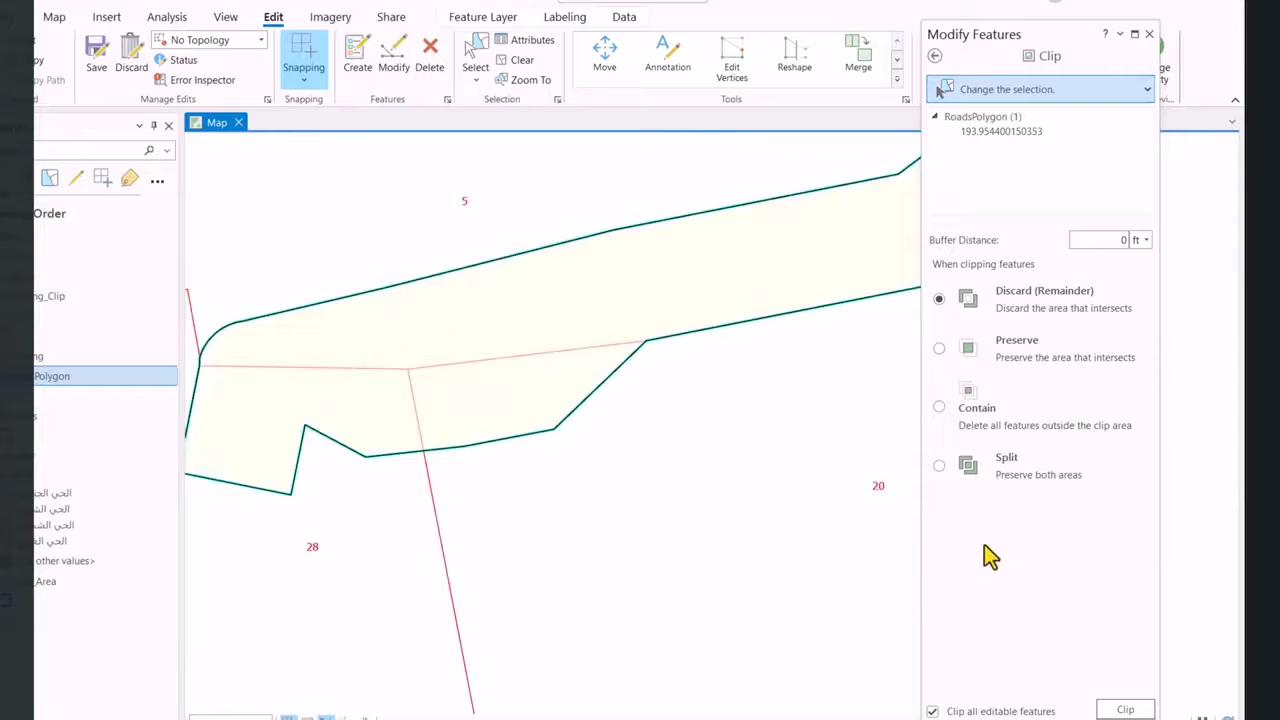 Map Insert Analysis View Edit Imagery Share Feature Layer Labeling Data
No Topology
Status
Error Inspector
Save Discard
Manage Edits
Snapping
Snapping
Create Modify Delete
Features
Attributes
Clear
Zoom To
Select
Selection
Move Annotation Edit Vertices Reshape Merge
Tools
Map
Order
ng_Clip
ng
Polygon
other values>
_Area
5
28
20
Modify Features
Clip
Change the selection.
RoadsPolygon (1)
193.954400150353
Buffer Distance: 0 ft
When clipping features
Discard (Remainder)
Discard the area that intersects
Preserve
Preserve the area that intersects
Contain
Delete all features outside the clip area
Split
Preserve both areas
Clip all editable features
Clip